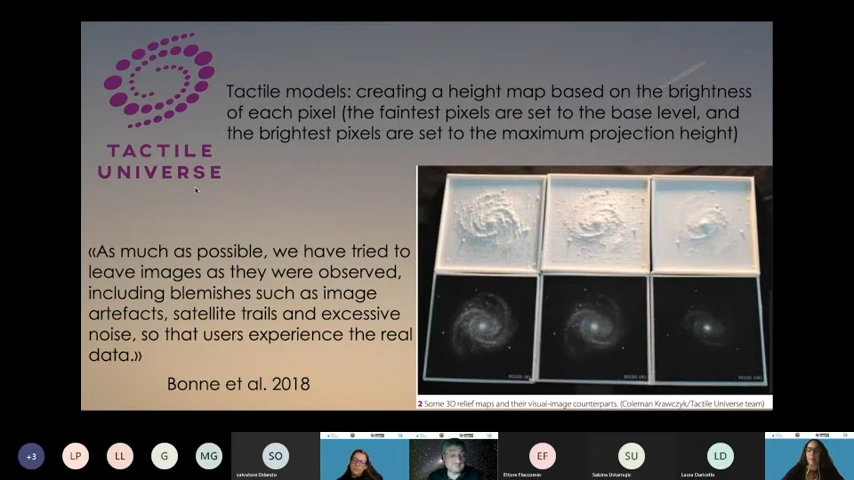 Tactile models: creating a height map based on the brightness
of each pixel (the faintest pixels are set to the base level, and
the brightest pixels are set to the maximum projection height)
TACTILE
UNIVERSE
«As much as possible, we have tried to
leave images as they were observed,
including blemishes such as image
artefacts, satellite trails and excessive
noise, so that users experience the real
data.»
Bonne et al. 2018
2 Some 3D relief maps and their visual-image counterparts. (Coleman Krawczyk/Tactile Universe team)
+3
LP
LL
G
MG
SO
salvatore Orlando
EF
Ettore Flaccomio
SU
Sabina Ustamujic
LD
Laura Daricello